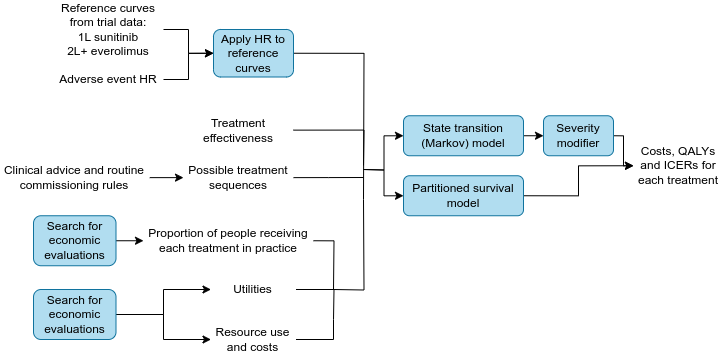 Reference curves
from trial data:
1L sunitinib
2L+ everolimus
Adverse event HR
Apply HR to
reference
curves
Treatment
effectiveness
Clinical advice and routine
commissioning rules
Possible treatment
sequences
State transition
(Markov) model
Severity
modifier
Partitioned survival
model
Costs, QALYs
and ICERs for
each treatment
Search for
economic
evaluations
Proportion of people receiving
each treatment in practice
Search for
economic
evaluations
Utilities
Resource use
and costs